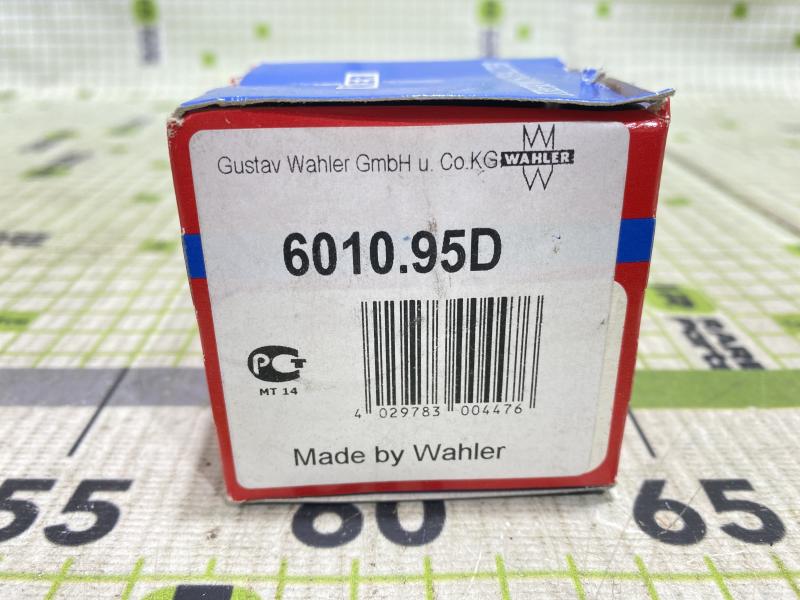 Gustav Wahler GmbH u. Co.KG WAHLER
6010.95D
PCT
MT 14
4 029783 004476
Made by Wahler
55 60 65